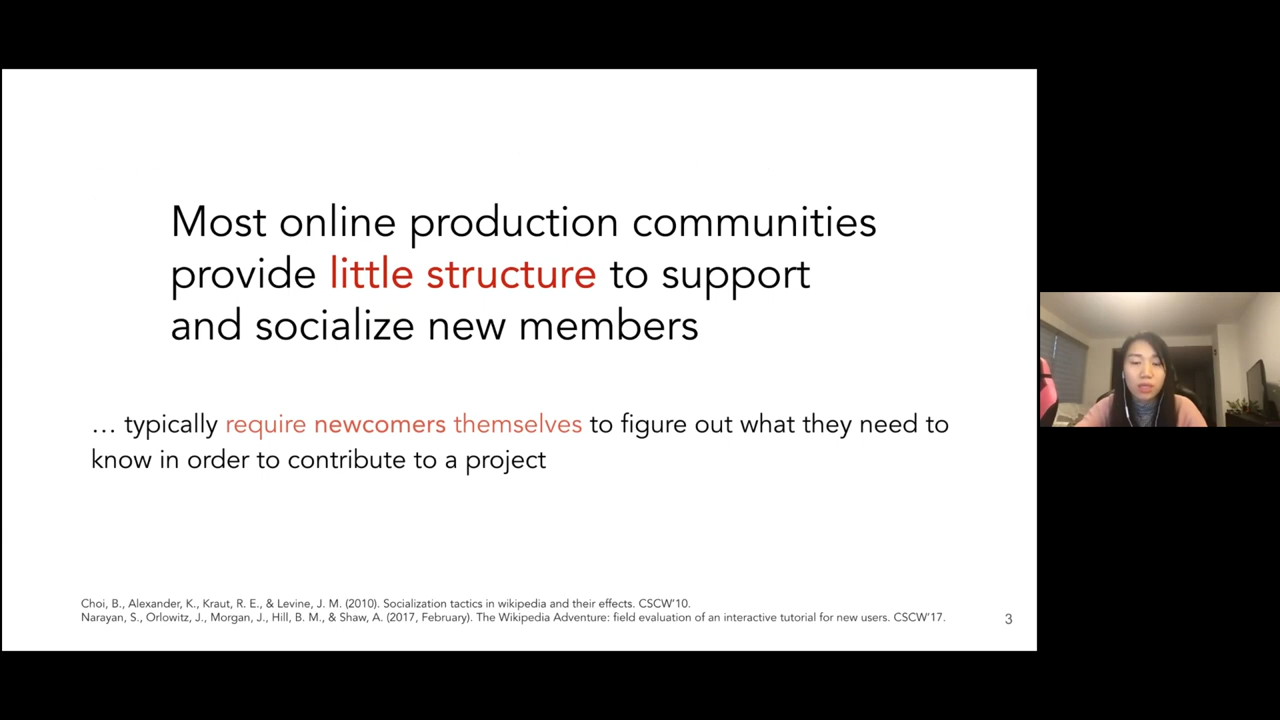 Most online production communities
provide little structure to support
and socialize new members
… typically require newcomers themselves to figure out what they need to
know in order to contribute to a project
Choi, B., Alexander, K., Kraut, R. E., & Levine, J. M. (2010). Socialization tactics in wikipedia and their effects. CSCW’10.
Narayan, S., Orlowitz, J., Morgan, J., Hill, B. M., & Shaw, A. (2017, February). The Wikipedia Adventure: field evaluation of an interactive tutorial for new users. CSCW’17.
3